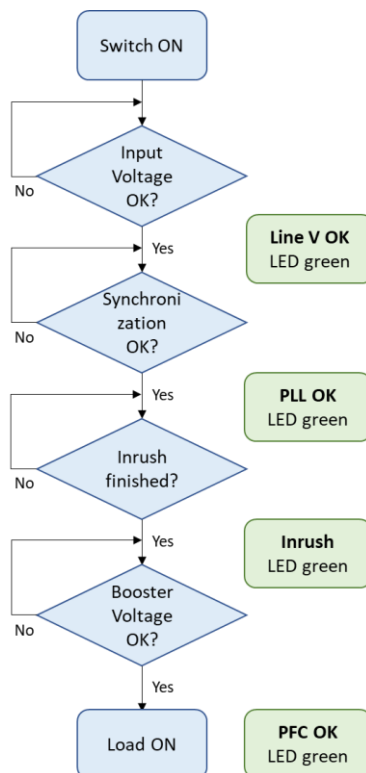 Switch ON
Input
Voltage
OK?
No
Yes
Line V OK
LED green
Synchroni
zation
OK?
No
Yes
PLL OK
LED green
Inrush
finished?
No
Yes
Inrush
LED green
Booster
Voltage
OK?
No
Yes
Load ON
PFC OK
LED green